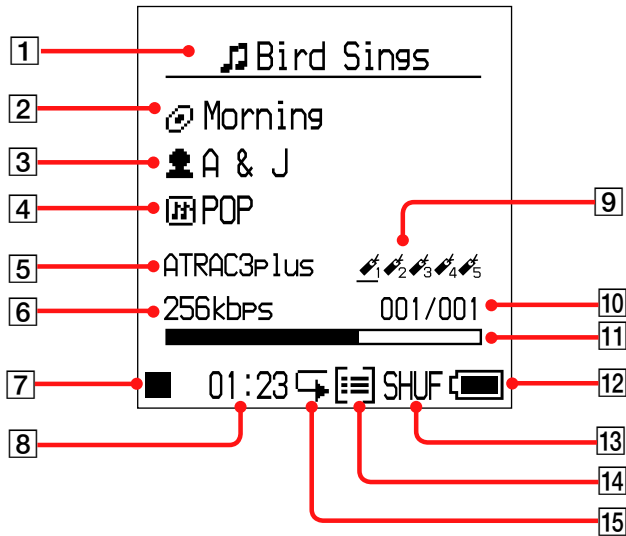 1 Bird Sings
2 Morning
3 A & J
4 POP
9
5 ATRAC3plus 1 2 3 4 5
6 256kbps 001/001 10
11
7 01:23 SHUF 12
8 13
14
15